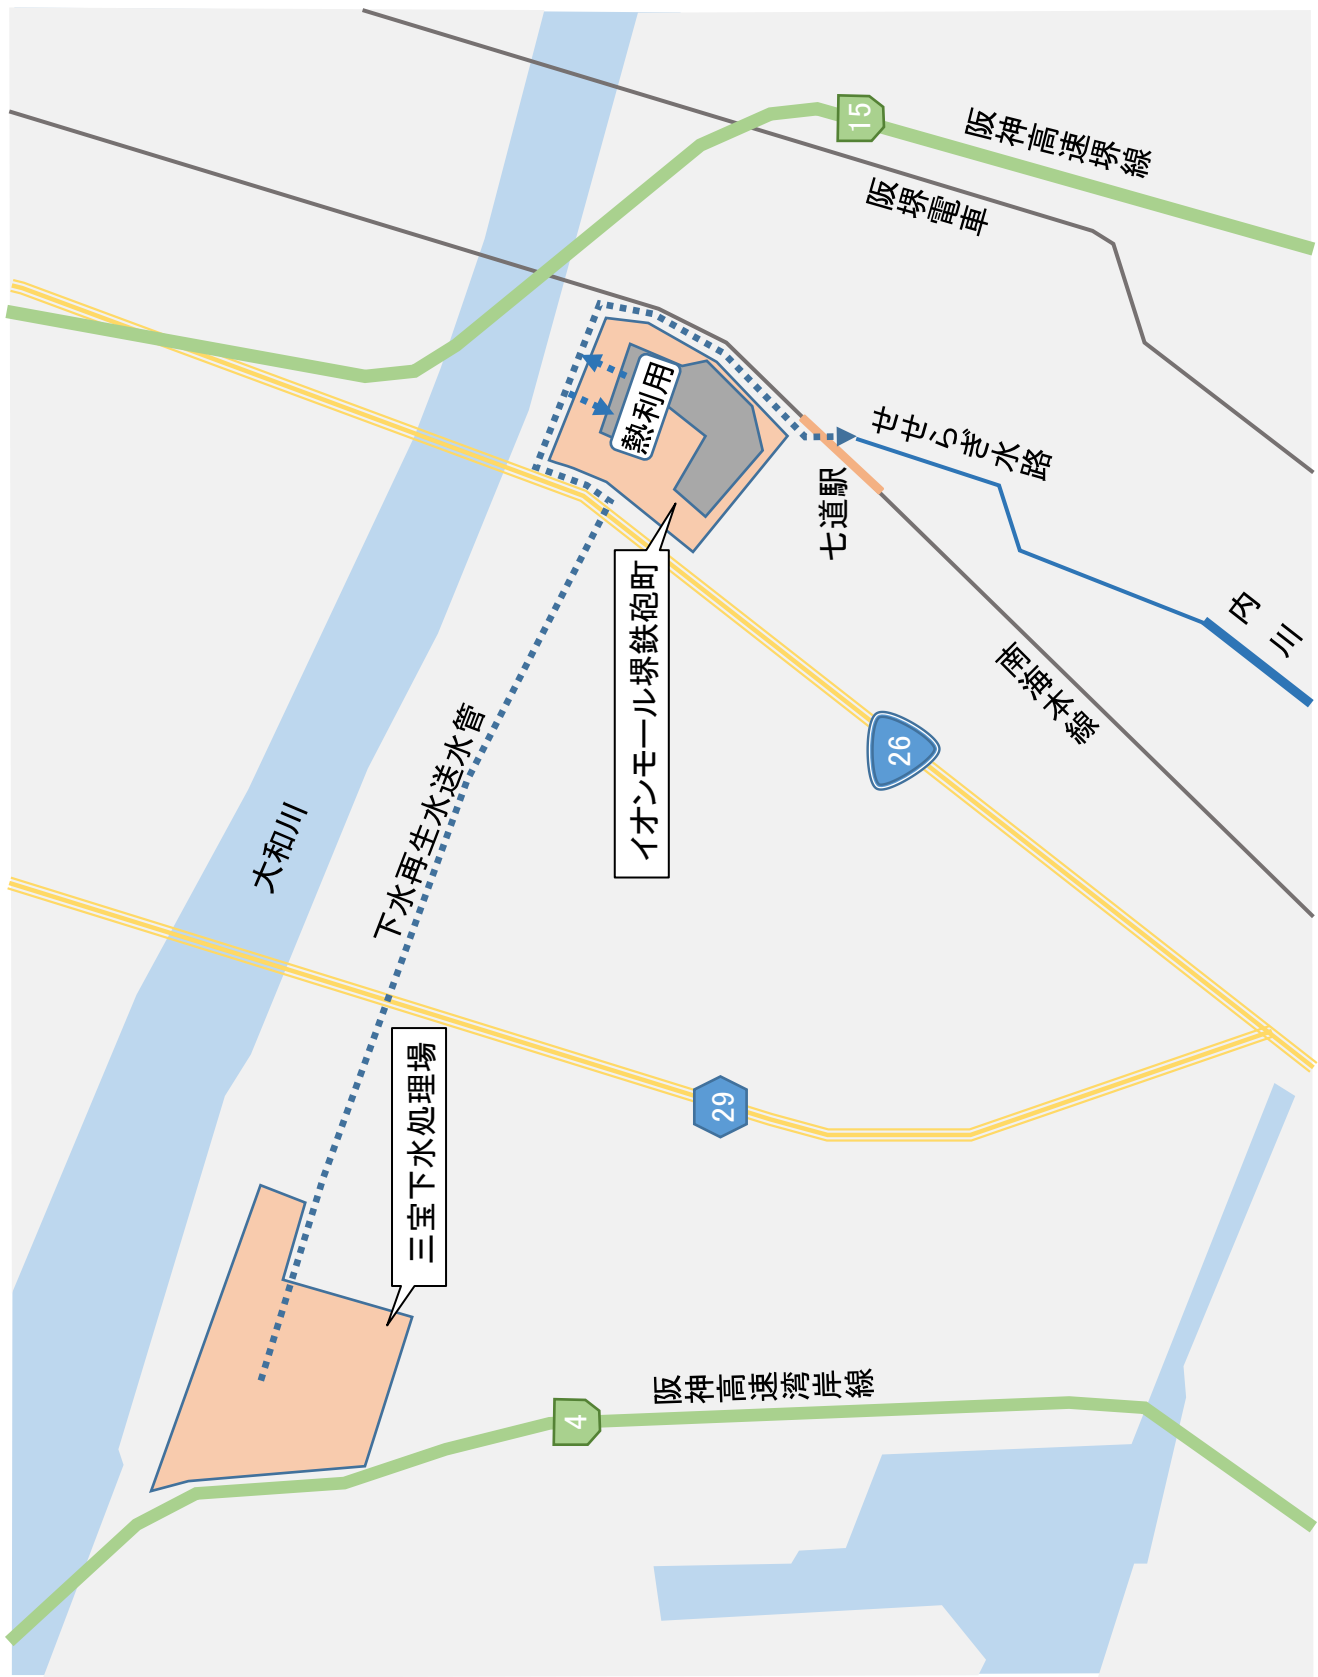 大和川
下水再生水送水管
三宝下水処理場
イオンモール堺鉄砲町
熱利用
七道駅
せせらぎ水路
内川
南海本線
阪堺電車
阪神高速堺線
15
26
29
4
阪神高速湾岸線